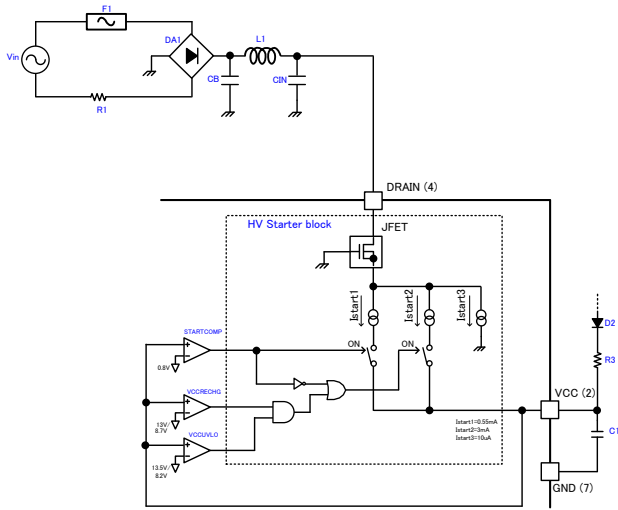 F1
Vin
DA1
L1
CB
CIN
R1
DRAIN (4)
HV Starter block
JFET
Istart1
Istart2
Istart3
D2
STARTCOMP
ON
ON
R3
0.8V
VCCRECHG
VCC (2)
13V/
8.7V
Istart1=0.55mA
Istart2=3mA
Istart3=10uA
C1
VCCUVLO
13.5V/
8.2V
GND (7)